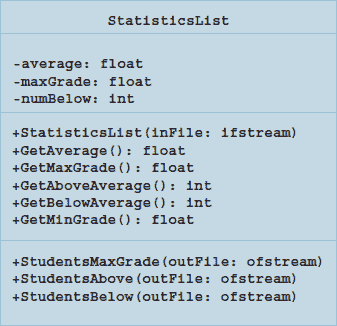 StatisticsList
-average: float
-maxGrade: float
-numBelow: int
+StatisticsList(inFile: ifstream)
+GetAverage(): float
+GetMaxGrade(): float
+GetAboveAverage(): int
+GetBelowAverage(): int
+GetMinGrade(): float
+StudentsMaxGrade(outFile: ofstream)
+StudentsAbove(outFile: ofstream)
+StudentsBelow(outFile: ofstream)